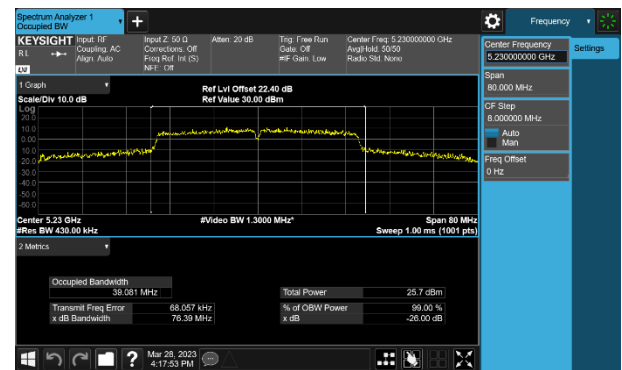 Spectrum Analyzer 1
Occupied BW
Frequency
KEYSIGHT
Input: RF
Coupling: AC
Align: Auto
Input Z: 50 Ω
Corrections: Off
Freq Ref: Int (S)
NFE: Off
Atten: 20 dB
Trig: Free Run
Gate: Off
#IF Gain: Low
Center Freq: 5.230000000 GHz
Avg|Hold: 50/50
Radio Std: None
R L
LXI
Center Frequency
5.230000000 GHz
Settings
Span
80.000 MHz
CF Step
8.000000 MHz
Auto
Man
Freq Offset
0 Hz
1 Graph
Scale/Div 10.0 dB
Ref Lvl Offset 22.40 dB
Ref Value 30.00 dBm
Log
20.0
10.0
0.00
-10.0
-20.0
-30.0
-40.0
-50.0
-60.0
Center 5.23 GHz
#Video BW 1.3000 MHz*
Span 80 MHz
#Res BW 430.00 kHz
Sweep 1.00 ms (1001 pts)
2 Metrics
Occupied Bandwidth
39.081 MHz
Total Power
25.7 dBm
Transmit Freq Error
68.057 kHz
% of OBW Power
99.00 %
x dB Bandwidth
76.39 MHz
x dB
-26.00 dB
?
Mar 28, 2023
4:17:53 PM